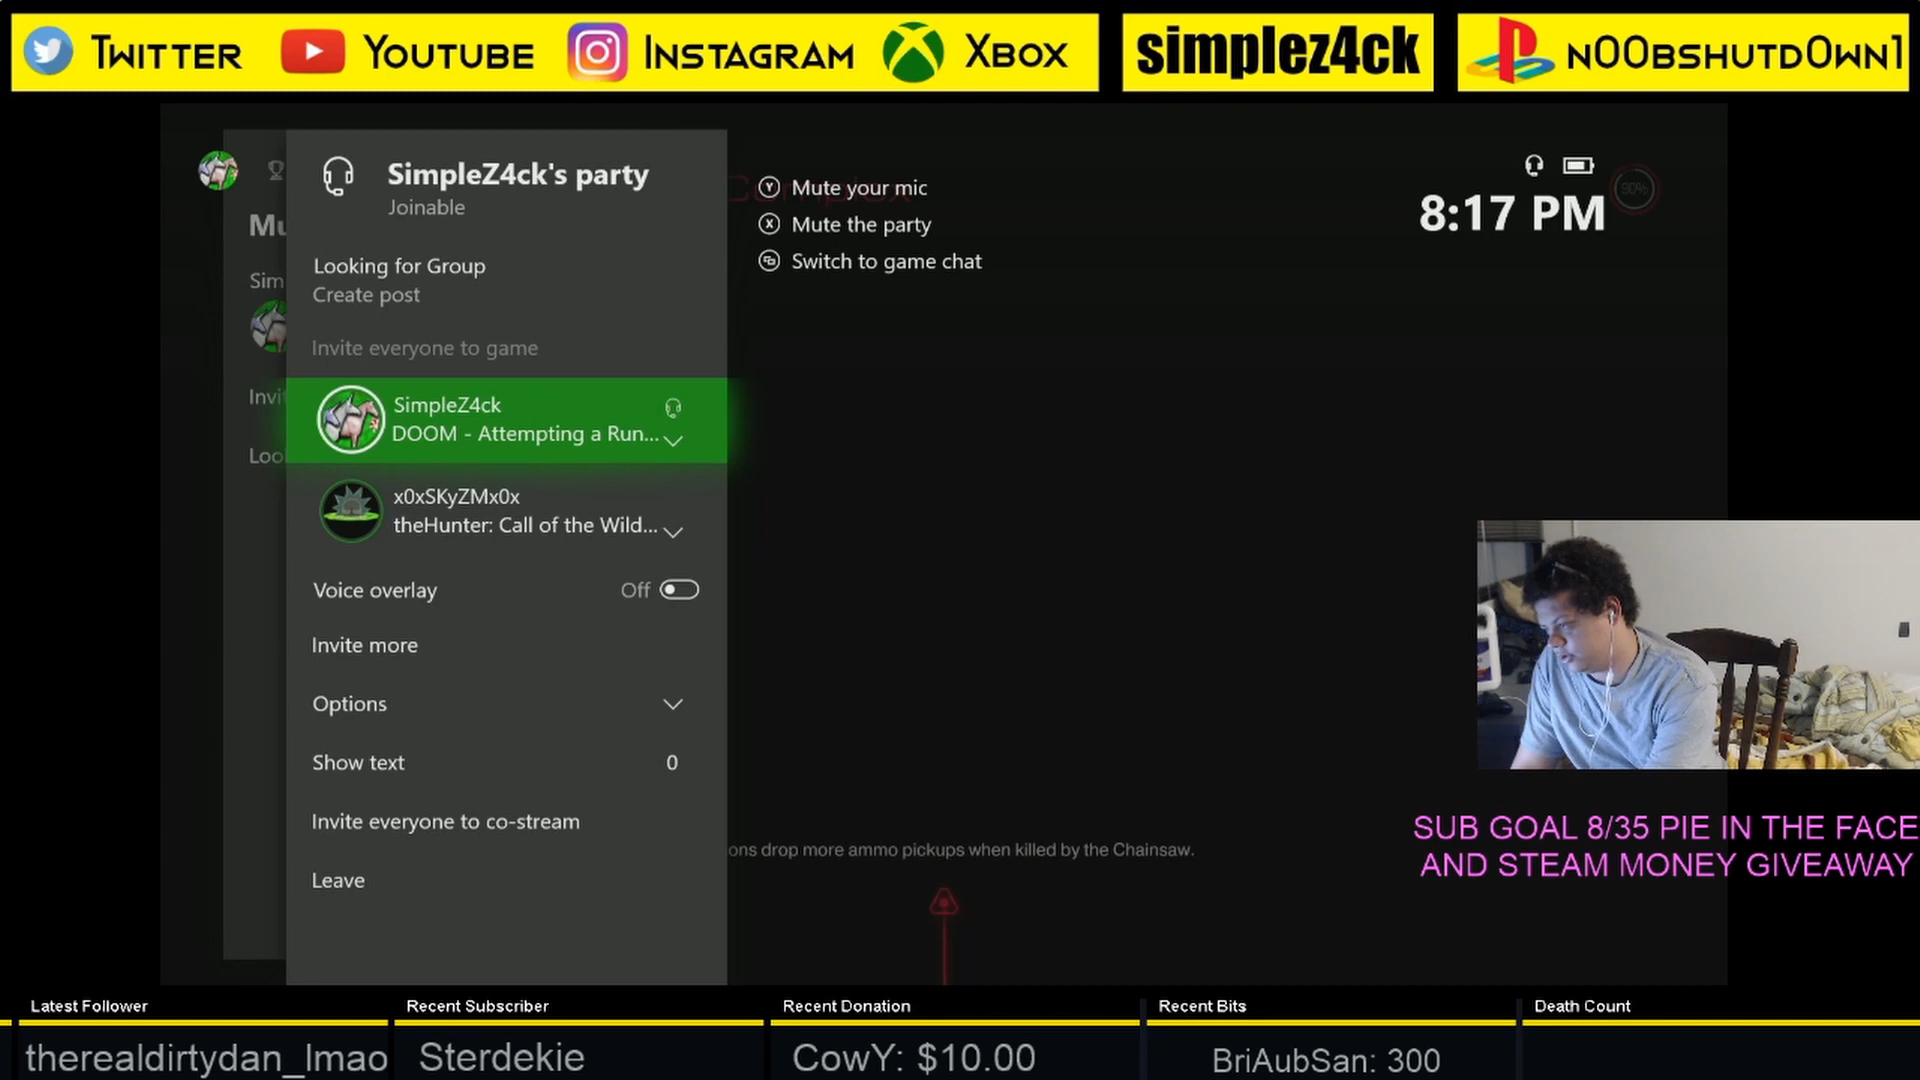 Twitter Youtube Instagram Xbox
simplez4ck
n00bshutd0wn1
SimpleZ4ck's party
Joinable
Looking for Group
Create post
Invite everyone to game
SimpleZ4ck
DOOM - Attempting a Run...
x0xSKyZMx0x
theHunter: Call of the Wild...
Voice overlay Off
Invite more
Options
Show text 0
Invite everyone to co-stream
Leave
Mu
Sim
Invi
Loo
Y Mute your mic
X Mute the party
Switch to game chat
8:17 PM
90%
ons drop more ammo pickups when killed by the Chainsaw.
SUB GOAL 8/35 PIE IN THE FACE
AND STEAM MONEY GIVEAWAY
Latest Follower
therealdirtydan_lmao
Recent Subscriber
Sterdekie
Recent Donation
CowY: $10.00
Recent Bits
BriAubSan: 300
Death Count